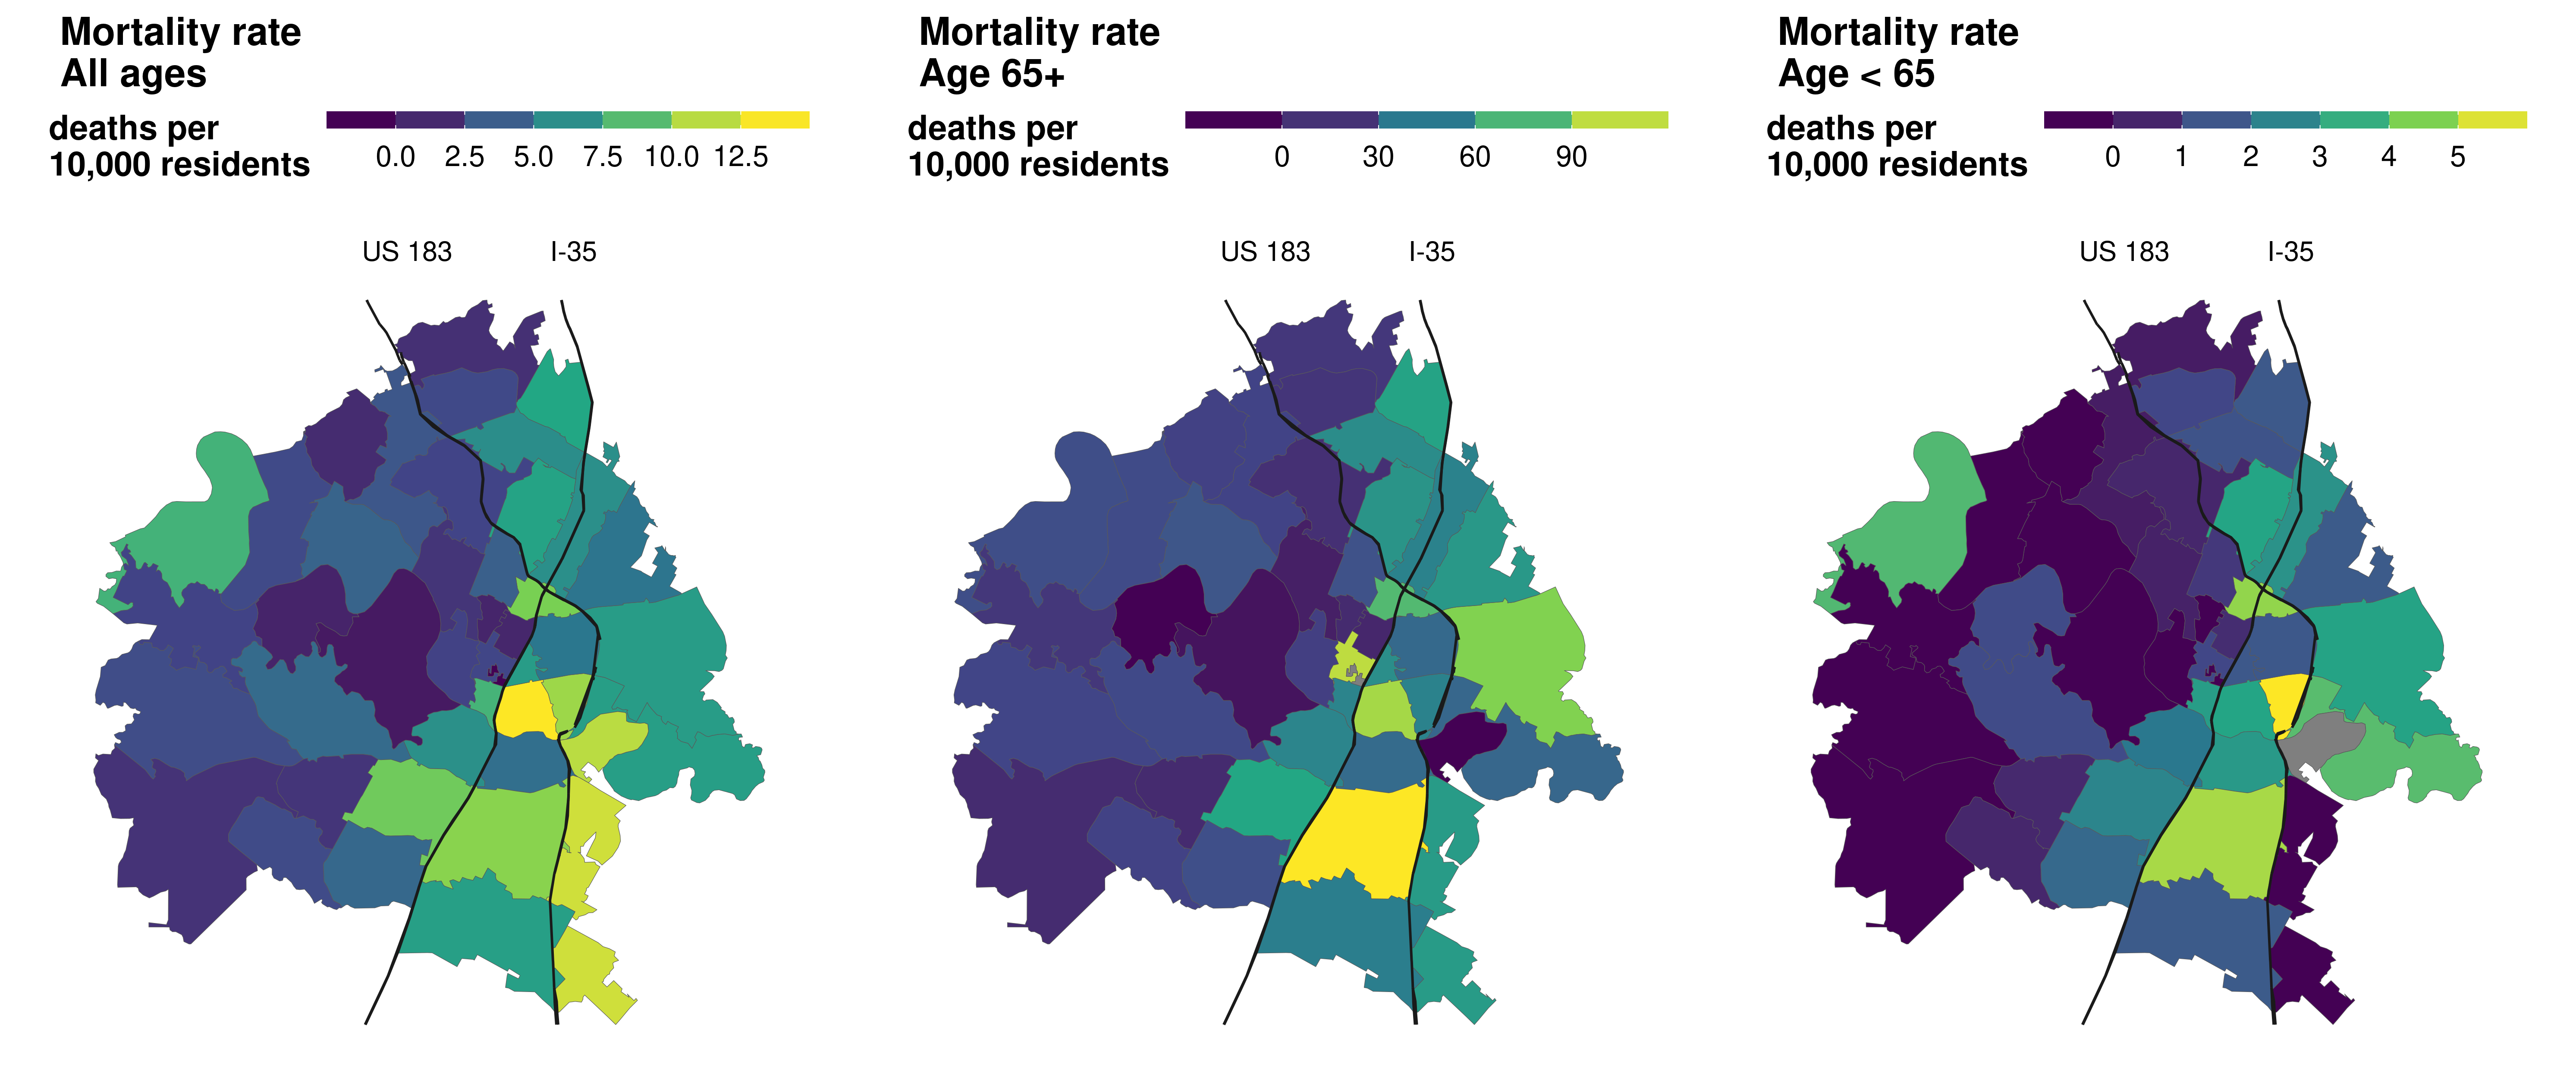 Mortality rate
All ages
deaths per
10,000 residents
0.0 2.5 5.0 7.5 10.0 12.5
US 183 I-35
Mortality rate
Age 65+
deaths per
10,000 residents
0 30 60 90
US 183 I-35
Mortality rate
Age < 65
deaths per
10,000 residents
0 1 2 3 4 5
US 183 I-35